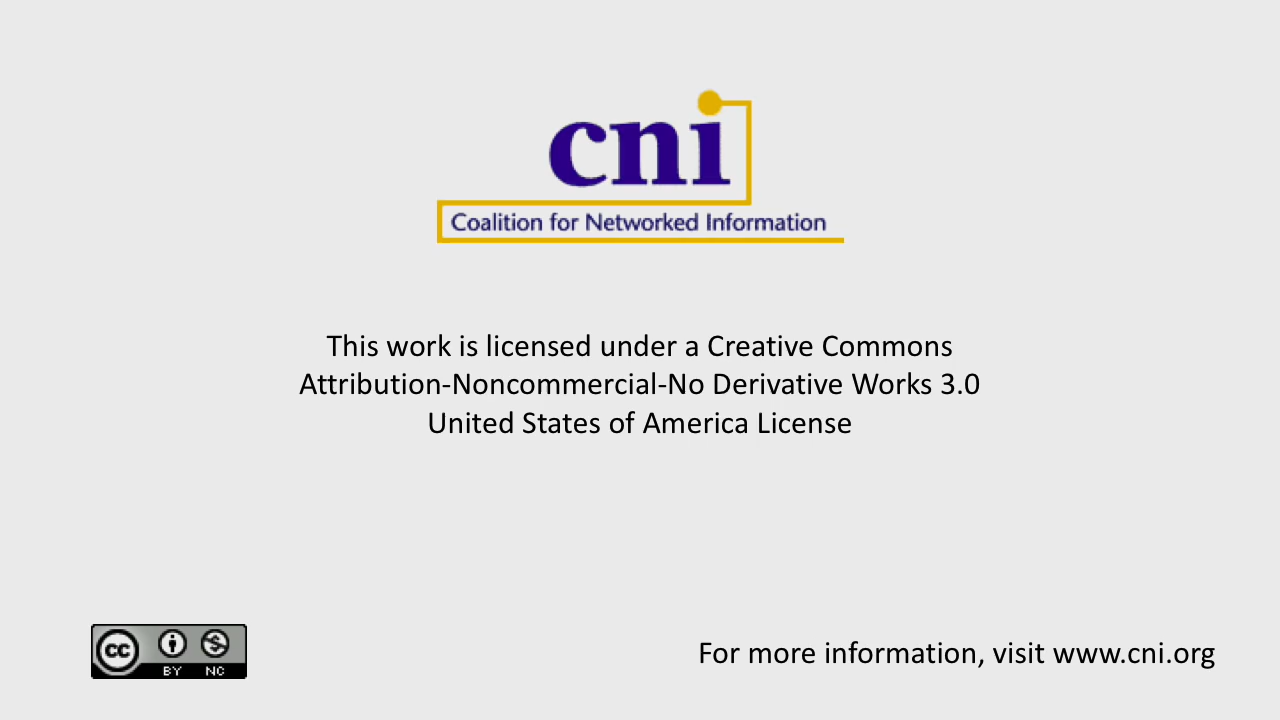 cni
Coalition for Networked Information
This work is licensed under a Creative Commons
Attribution-Noncommercial-No Derivative Works 3.0
United States of America License
cc
BY NC
For more information, visit www.cni.org